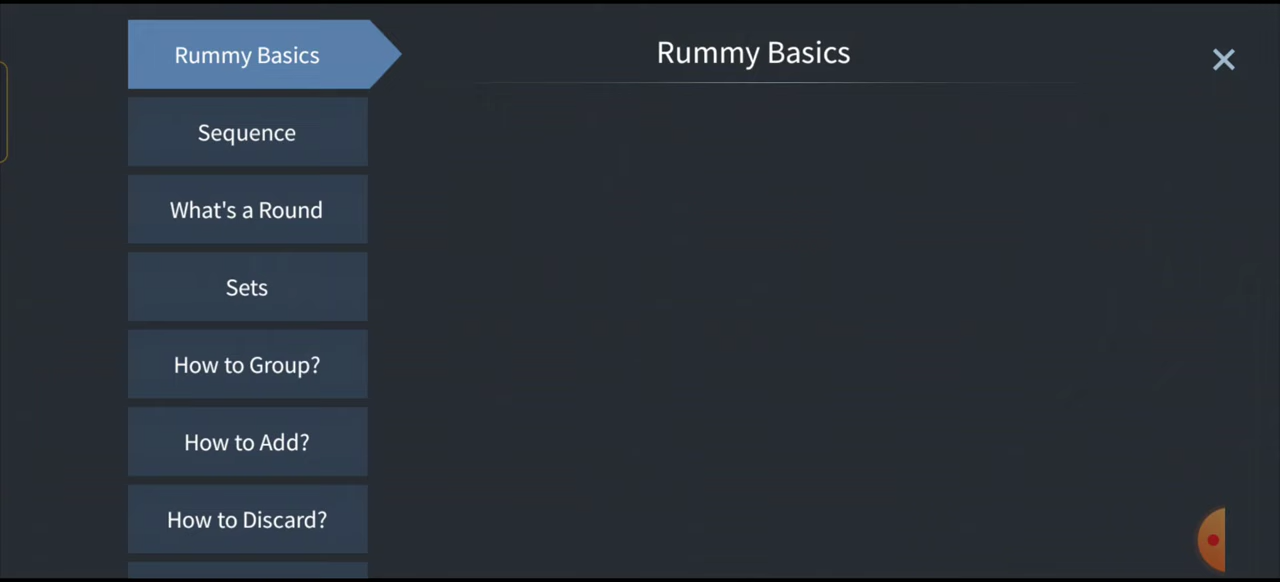 Rummy Basics
Rummy Basics
Sequence
What's a Round
Sets
How to Group?
How to Add?
How to Discard?